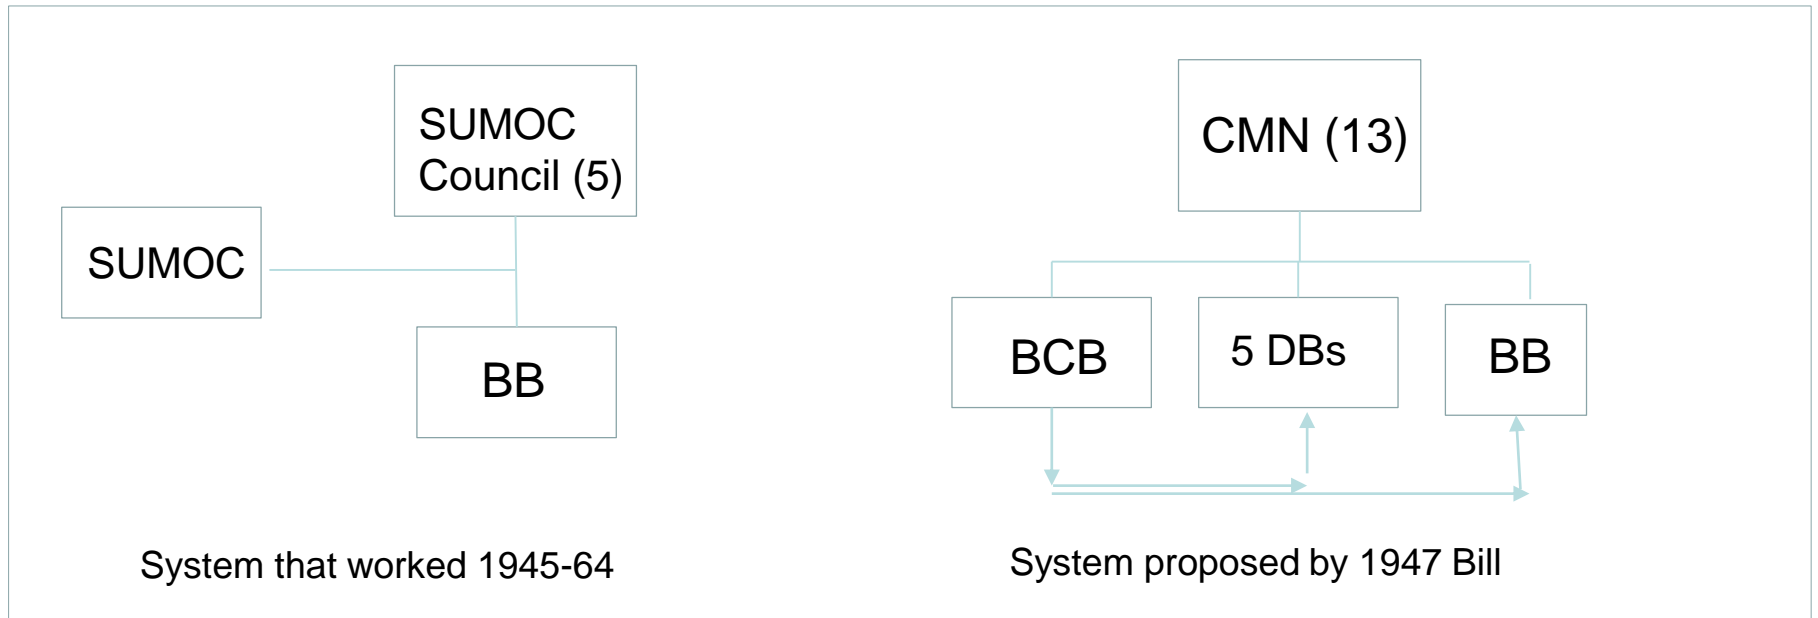 SUMOC
Council (5)
SUMOC
BB
System that worked 1945-64
CMN (13)
BCB
5 DBs
BB
System proposed by 1947 Bill